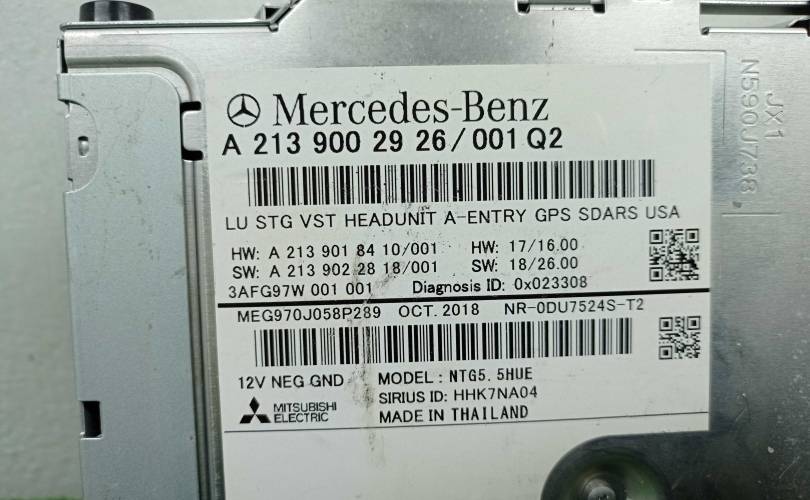 Mercedes-Benz
A 213 900 29 26/001 Q2
LU STG VST HEADUNIT A-ENTRY GPS SDARS USA
HW: A 213 901 84 10/001 HW: 17/16.00
SW: A 213 902 28 18/001 SW: 18/26.00
3AFG97W 001 001 Diagnosis ID: 0x023308
MEG970J058P289 OCT. 2018 NR-0DU7524S-T2
12V NEG GND MODEL : NTG5.5HUE
SIRIUS ID: HHK7NA04
MITSUBISHI
ELECTRIC
MADE IN THAILAND
JX1
N590J738